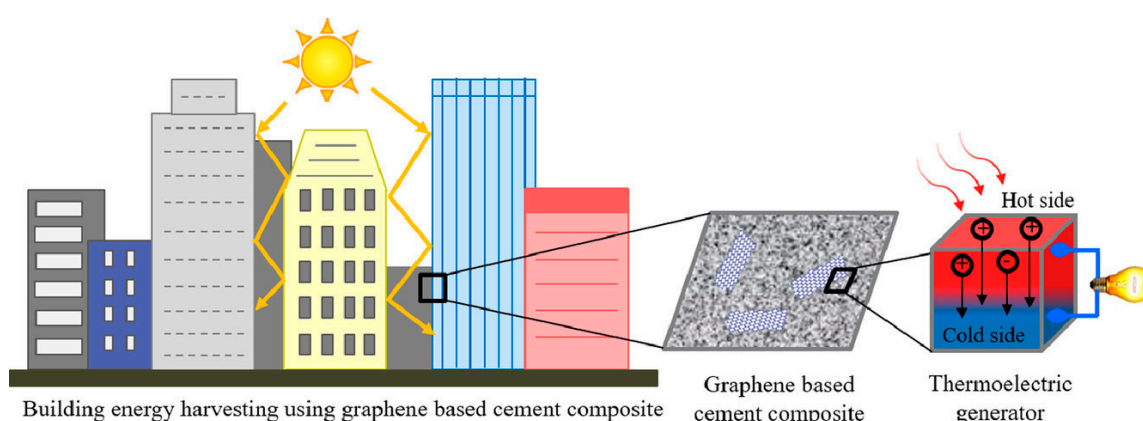 Hot side
+ +
+ -
Cold side
Building energy harvesting using graphene based cement composite
Graphene based
cement composite
Thermoelectric
generator